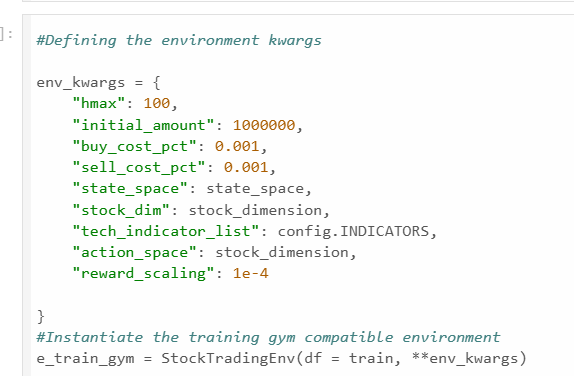 ]:
#Defining the environment kwargs
env_kwargs = {
    "hmax": 100,
    "initial_amount": 1000000,
    "buy_cost_pct": 0.001,
    "sell_cost_pct": 0.001,
    "state_space": state_space,
    "stock_dim": stock_dimension,
    "tech_indicator_list": config.INDICATORS,
    "action_space": stock_dimension,
    "reward_scaling": 1e-4
}
#Instantiate the training gym compatible environment
e_train_gym = StockTradingEnv(df = train, **env_kwargs)